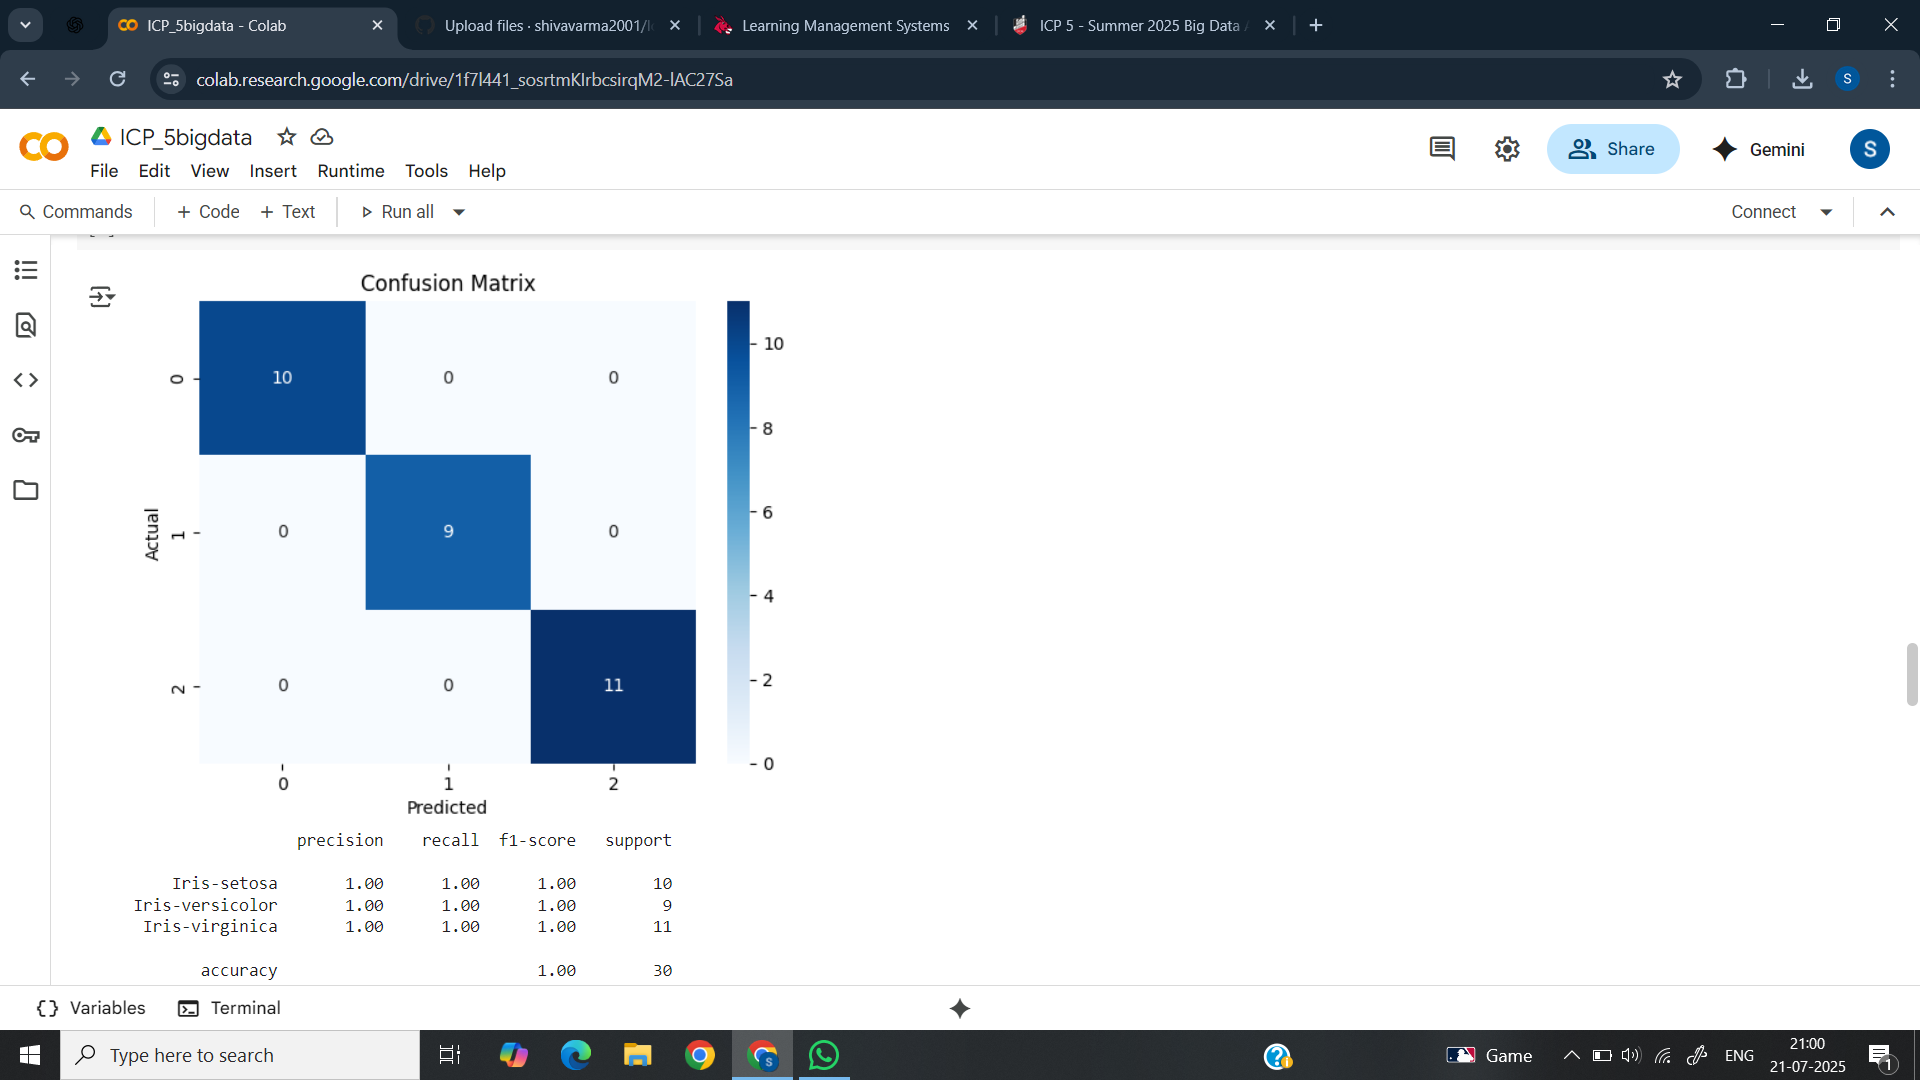 ICP_5bigdata - Colab
Upload files · shivavarma2001/
Learning Management Systems
ICP 5 - Summer 2025 Big Data
colab.research.google.com/drive/1f7l441_sosrtmKIrbcsirqM2-lAC27Sa
S
ICP_5bigdata
File Edit View Insert Runtime Tools Help
Share
Gemini
S
Commands
+ Code
+ Text
Run all
Connect
Confusion Matrix
10 0 0
0 9 0
0 0 11
0
1
2
Actual
0 1 2
Predicted
10
8
6
4
2
0
precision recall f1-score support
Iris-setosa 1.00 1.00 1.00 10
Iris-versicolor 1.00 1.00 1.00 9
Iris-virginica 1.00 1.00 1.00 11
accuracy 1.00 30
Variables
Terminal
Type here to search
Game
ENG
21:00
21-07-2025
1